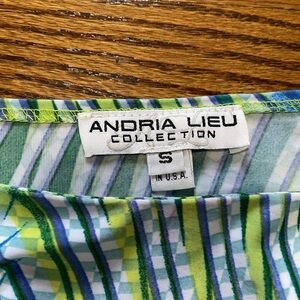 ANDRIA LIEU
COLLECTION
S
IN U.S.A.